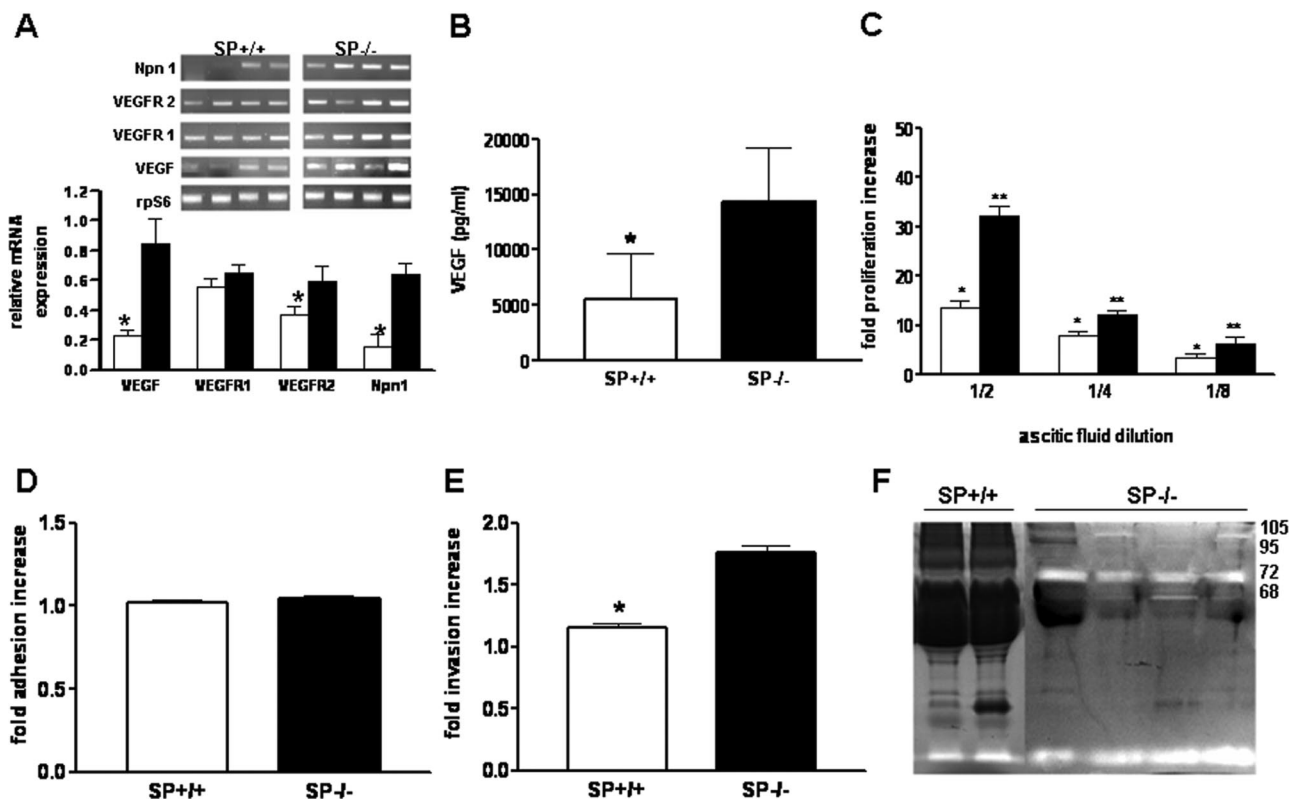 A
SP+/+ SP-/-
Npn 1
VEGFR 2
VEGFR 1
VEGF
rpS6
relative mRNA
expression
1.2
1.0
0.8
0.6
0.4
0.2
0.0
* * *
VEGF VEGFR1 VEGFR2 Npn1
B
VEGF (pg/ml)
20000
15000
10000
5000
0
*
SP+/+ SP-/-
C
fold proliferation increase
50
40
30
20
10
0
* ** * ** * **
1/2 1/4 1/8
ascitic fluid dilution
D
fold adhesion increase
1.5
1.0
0.5
0.0
SP+/+ SP-/-
E
fold invasion increase
2.0
1.5
1.0
0.5
0.0
*
SP+/+ SP-/-
F
SP+/+ SP-/-
105
95
72
68